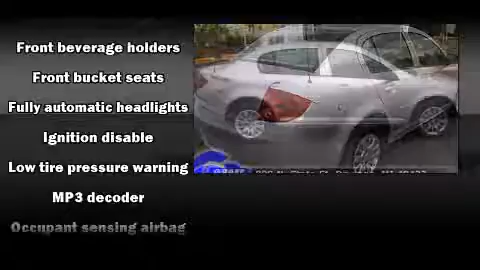 Front beverage holders
Front bucket seats
Fully automatic headlights
Ignition disable
Low tire pressure warning
MP3 decoder
Occupant sensing airbag